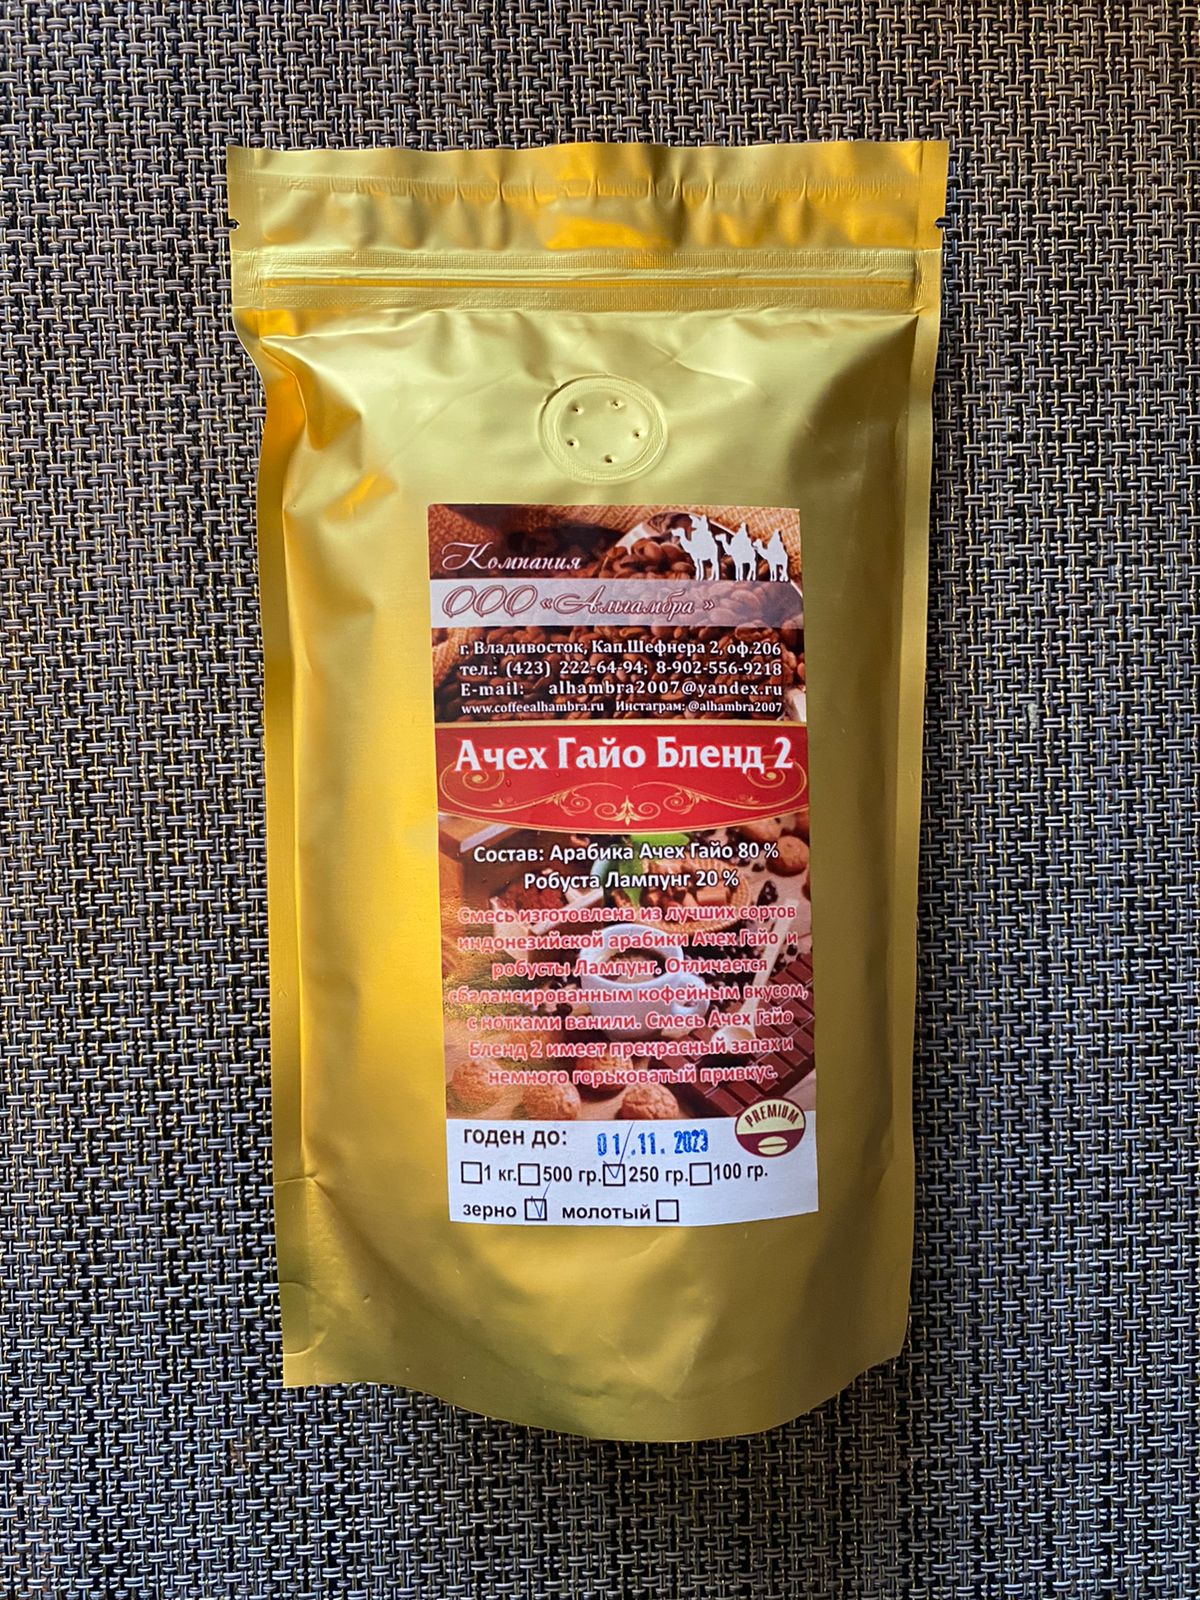 Компания
ООО «Альгамбра »
г. Владивосток, Кап.Шефнера 2, оф.206
тел.: (423) 222-64-94; 8-902-556-9218
E-mail: alhambra2007@yandex.ru
www.coffeealhambra.ru Инстаграм: @alhambra2007
Ачех Гайо Бленд 2
Состав: Арабика Ачех Гайо 80 %
Робуста Лампунг 20 %
Смесь изготовлена из лучших сортов
индонезийской арабики Ачех Гайо и
робусты Лампунг. Отличается
сбалансированным кофейным вкусом,
с нотками ванили. Смесь Ачех Гайо
Бленд 2 имеет прекрасный запах и
немного горьковатый привкус.
PREMIUM
годен до: 01.11.2023
1 кг. 500 гр. 250 гр. 100 гр.
зерно молотый